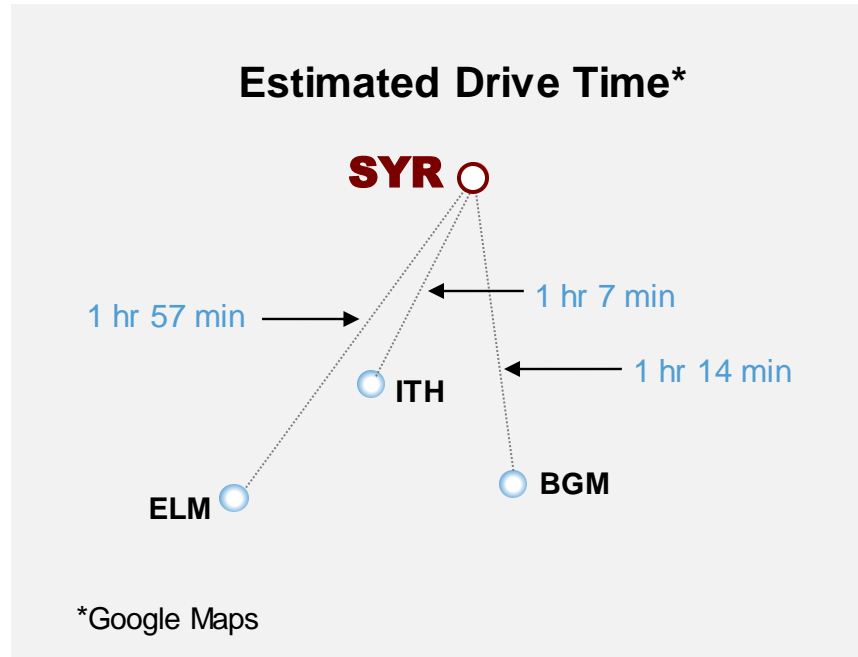 Estimated Drive Time*
SYR
1 hr 7 min
1 hr 57 min
1 hr 14 min
ITH
BGM
ELM
*Google Maps